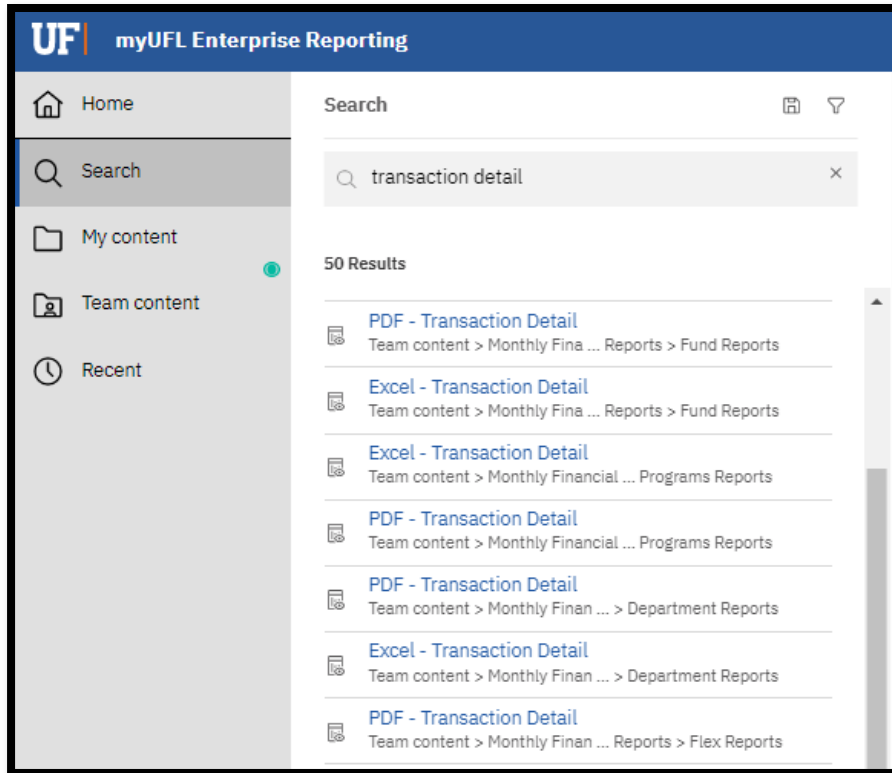 UF myUFL Enterprise Reporting
Home
Search
My content
Team content
Recent
Search
transaction detail
50 Results
PDF - Transaction Detail
Team content > Monthly Fina ... Reports > Fund Reports
Excel - Transaction Detail
Team content > Monthly Fina ... Reports > Fund Reports
Excel - Transaction Detail
Team content > Monthly Financial ... Programs Reports
PDF - Transaction Detail
Team content > Monthly Financial ... Programs Reports
PDF - Transaction Detail
Team content > Monthly Finan ... > Department Reports
Excel - Transaction Detail
Team content > Monthly Finan ... > Department Reports
PDF - Transaction Detail
Team content > Monthly Finan ... Reports > Flex Reports